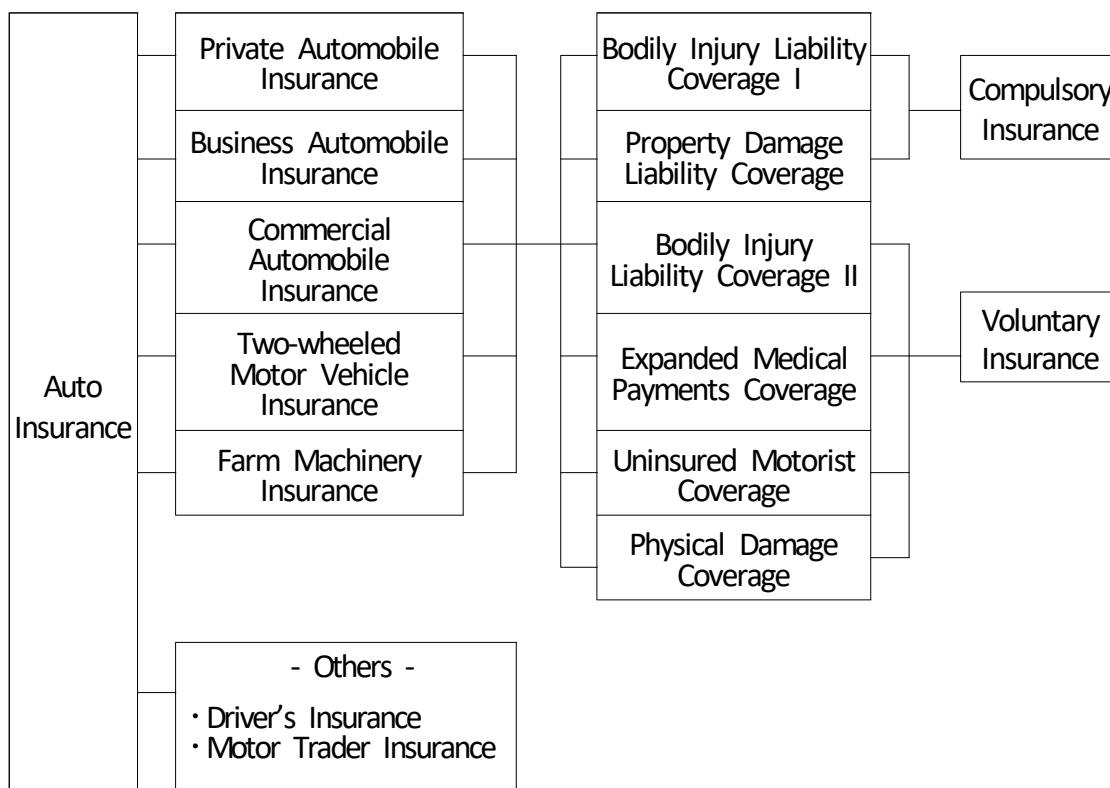 Auto
Insurance
Private Automobile
Insurance
Business Automobile
Insurance
Commercial
Automobile
Insurance
Two-wheeled
Motor Vehicle
Insurance
Farm Machinery
Insurance
- Others -
· Driver's Insurance
· Motor Trader Insurance
Bodily Injury Liability
Coverage I
Property Damage
Liability Coverage
Bodily Injury
Liability Coverage II
Expanded Medical
Payments Coverage
Uninsured Motorist
Coverage
Physical Damage
Coverage
Compulsory
Insurance
Voluntary
Insurance